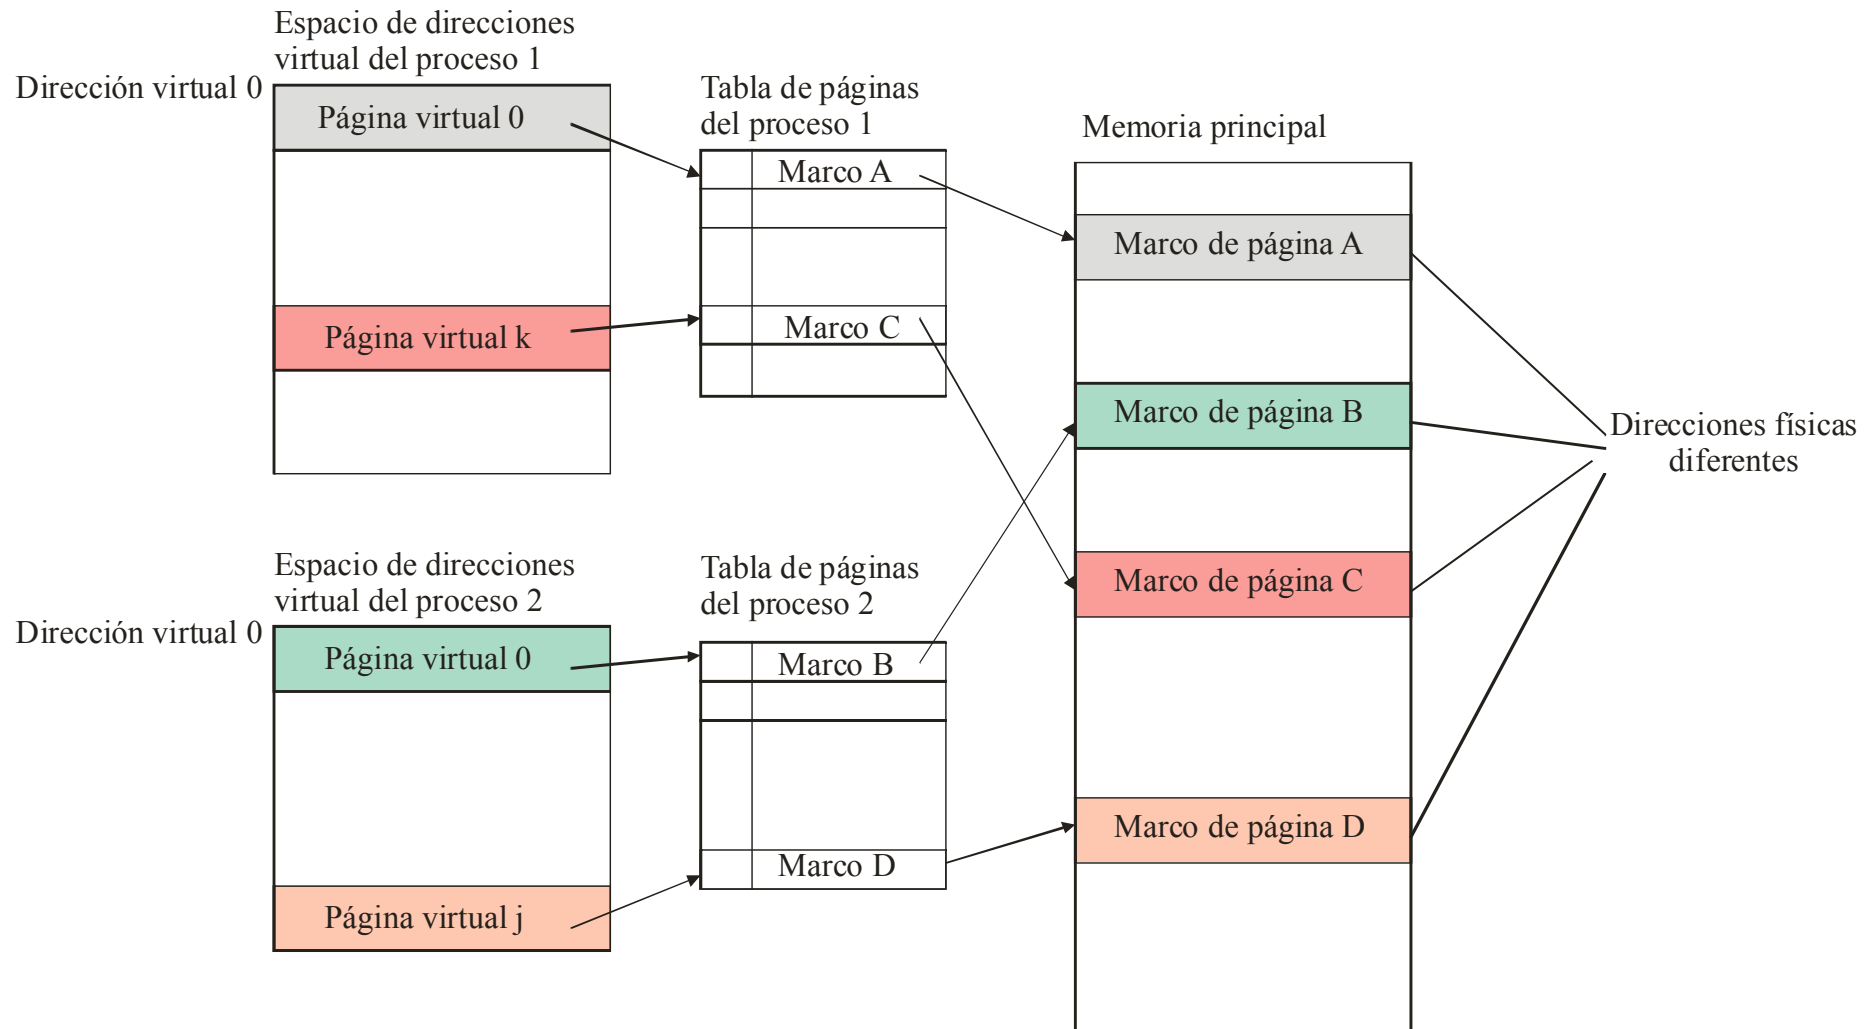 Espacio de direcciones
virtual del proceso 1
Dirección virtual 0
Página virtual 0
Página virtual k
Tabla de páginas
del proceso 1
Marco A
Marco C
Memoria principal
Marco de página A
Marco de página B
Marco de página C
Marco de página D
Direcciones físicas
diferentes
Espacio de direcciones
virtual del proceso 2
Dirección virtual 0
Página virtual 0
Página virtual j
Tabla de páginas
del proceso 2
Marco B
Marco D